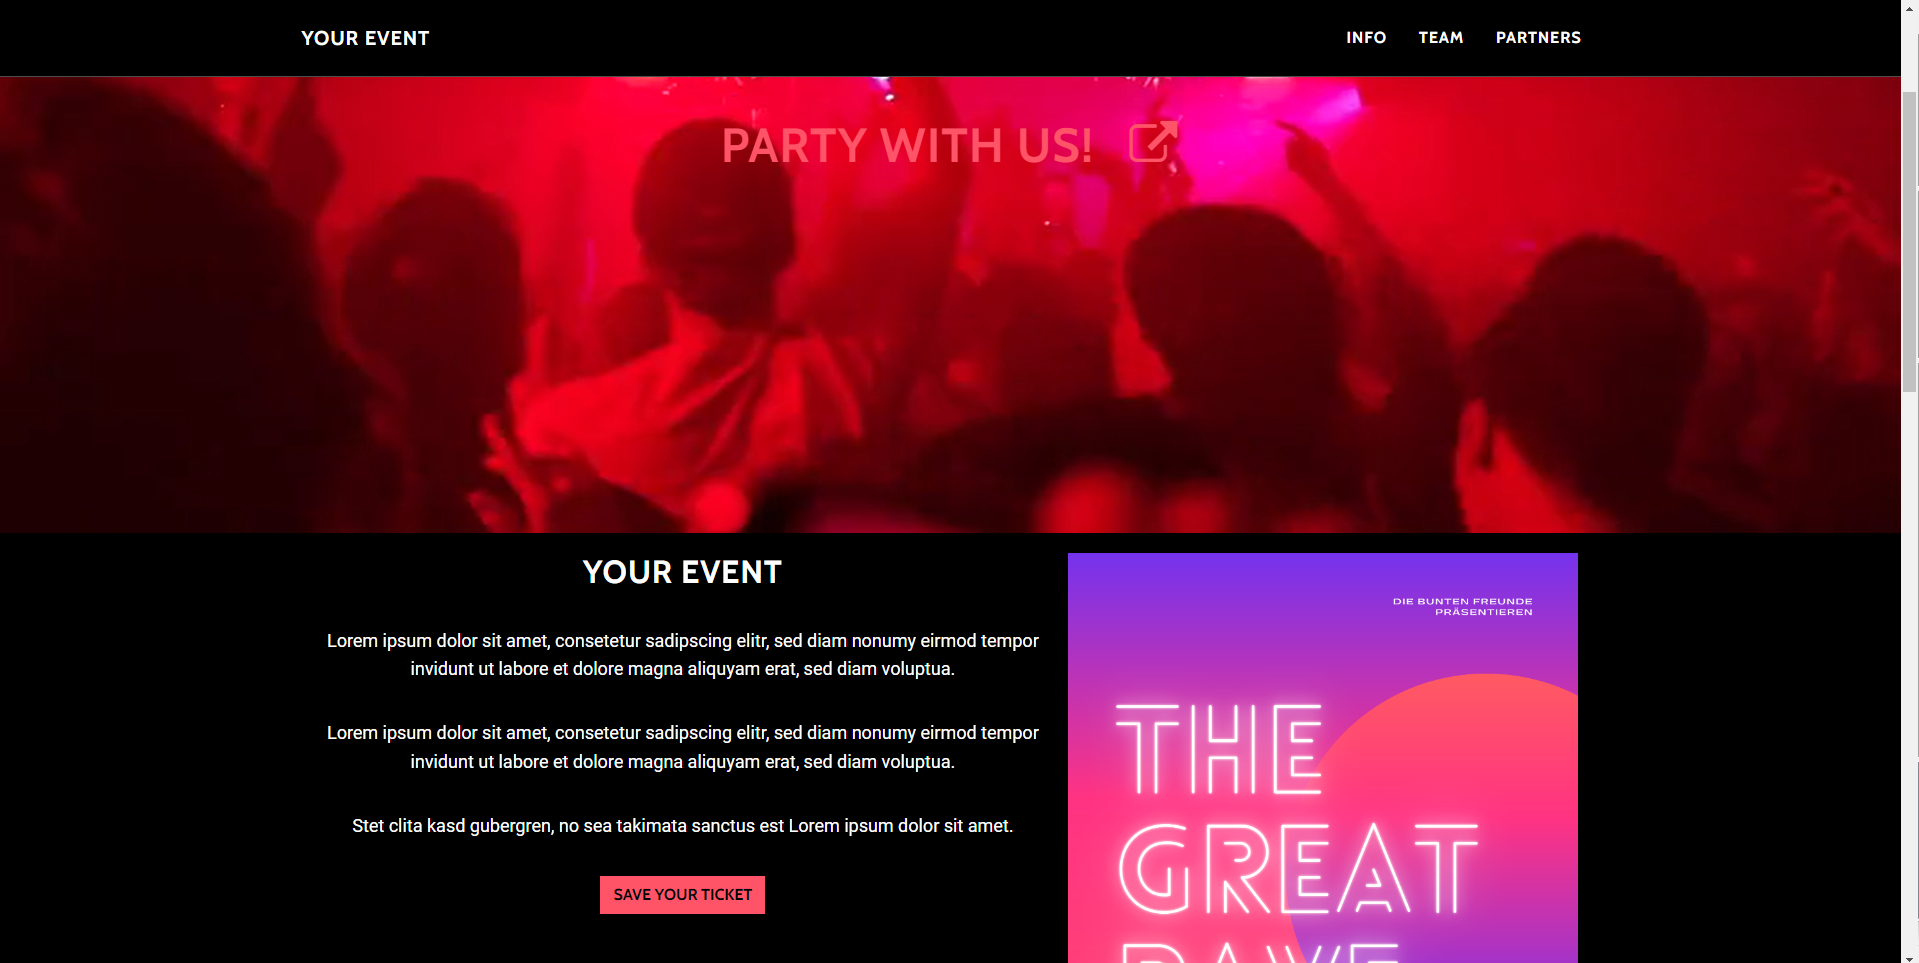 YOUR EVENT
INFO TEAM PARTNERS
PARTY WITH US!
YOUR EVENT
Lorem ipsum dolor sit amet, consetetur sadipscing elitr, sed diam nonumy eirmod tempor
invidunt ut labore et dolore magna aliquyam erat, sed diam voluptua.
Lorem ipsum dolor sit amet, consetetur sadipscing elitr, sed diam nonumy eirmod tempor
invidunt ut labore et dolore magna aliquyam erat, sed diam voluptua.
Stet clita kasd gubergren, no sea takimata sanctus est Lorem ipsum dolor sit amet.
SAVE YOUR TICKET
DIE BUNTEN FREUNDE
PRÄSENTIEREN
THE
GREAT